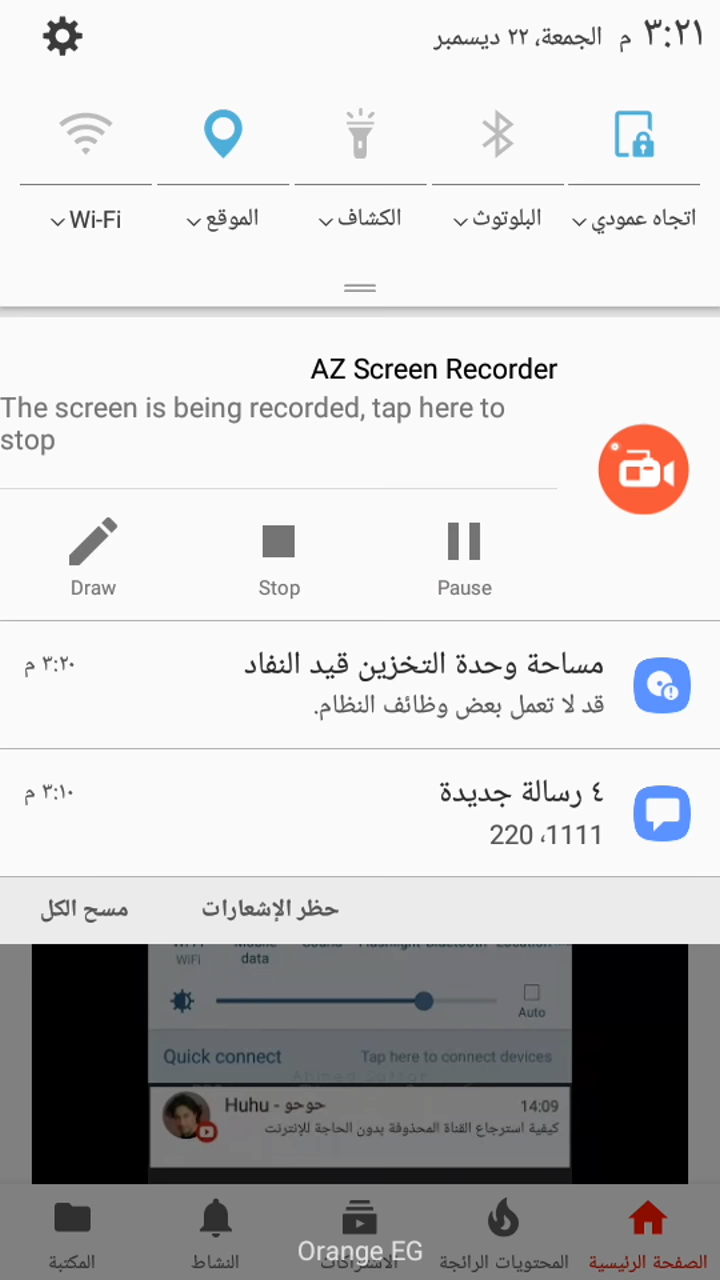 ٣:٢١ م الجمعة، ٢٢ ديسمبر
اتجاه عمودي
البلوتوث
الكشاف
الموقع
Wi-Fi
AZ Screen Recorder
The screen is being recorded, tap here to
stop
Draw
Stop
Pause
مساحة وحدة التخزين قيد النفاد
٣:٢٠ م
قد لا تعمل بعض وظائف النظام.
٤ رسالة جديدة
٣:١٠ م
1111، 220
حظر الإشعارات
مسح الكل
WiFi
data
Auto
Quick connect
Tap here to connect devices
Huhu - حوحو
14:09
كيفية استرجاع القناة المحذوفة بدون الحاجة للإنترنت
الصفحة الرئيسية
المحتويات الرائجة
الاشتراكات
النشاط
المكتبة
Orange EG